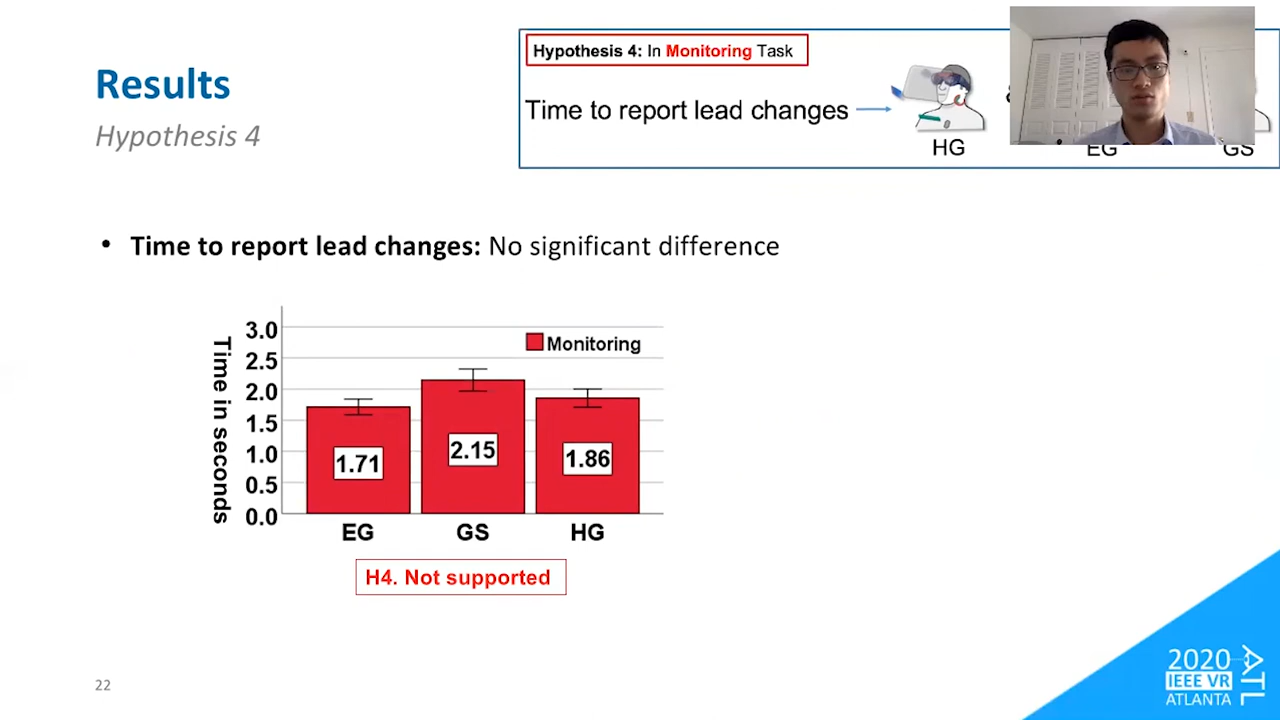 Results
Hypothesis 4
Hypothesis 4: In Monitoring Task
Time to report lead changes
HG
EG
GS
• Time to report lead changes: No significant difference
Time in seconds
3.0
2.5
2.0
1.5
1.0
0.5
0.0
Monitoring
1.71
2.15
1.86
EG
GS
HG
H4. Not supported
22
2020
IEEE VR
ATLANTA
ATL